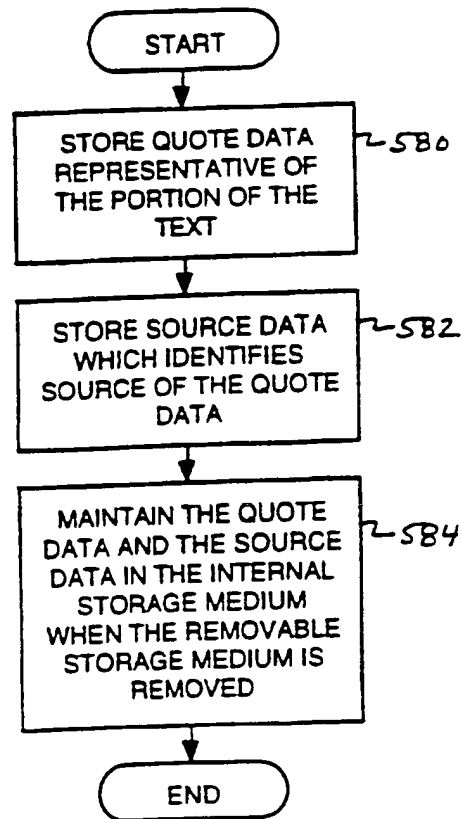 START
STORE QUOTE DATA
REPRESENTATIVE OF
THE PORTION OF THE
TEXT
580
STORE SOURCE DATA
WHICH IDENTIFIES
SOURCE OF THE QUOTE
DATA
582
MAINTAIN THE QUOTE
DATA AND THE SOURCE
DATA IN THE INTERNAL
STORAGE MEDIUM
WHEN THE REMOVABLE
STORAGE MEDIUM IS
REMOVED
584
END